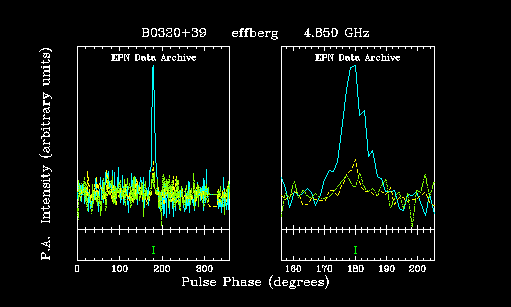 B0320+39 effberg 4.850 GHz
EPN Data Archive EPN Data Archive
P.A. Intensity (arbitrary units)
0 100 200 300 160 170 180 190 200
Pulse Phase (degrees)